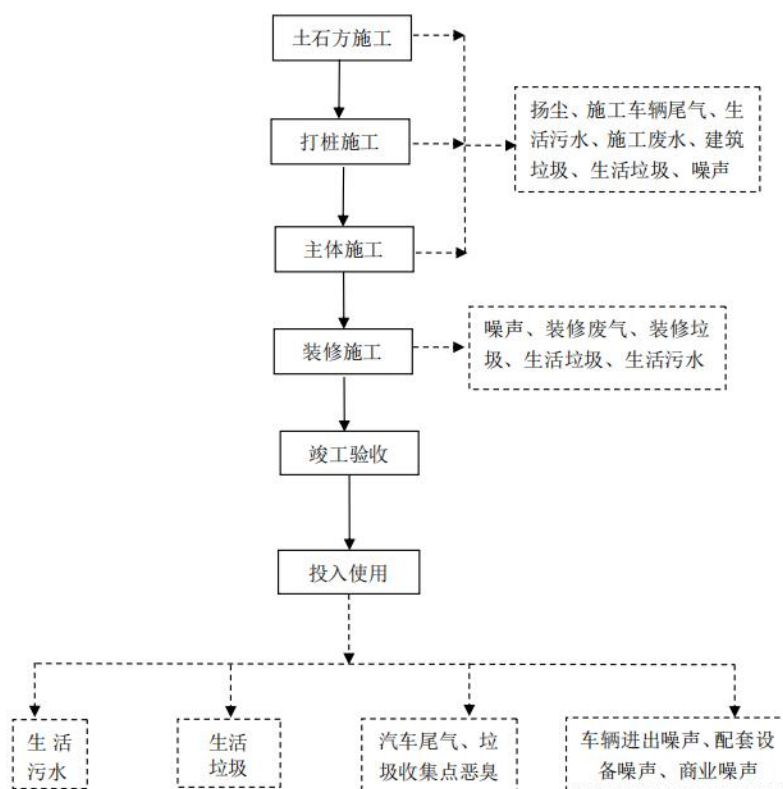 土石方施工
扬尘、施工车辆尾气、生
活污水、施工废水、建筑
垃圾、生活垃圾、噪声
打桩施工
主体施工
装修施工
噪声、装修废气、装修垃
圾、生活垃圾、生活污水
竣工验收
投入使用
生活
污水
生活
垃圾
汽车尾气、垃
圾收集点恶臭
车辆进出噪声、配套设
备噪声、商业噪声